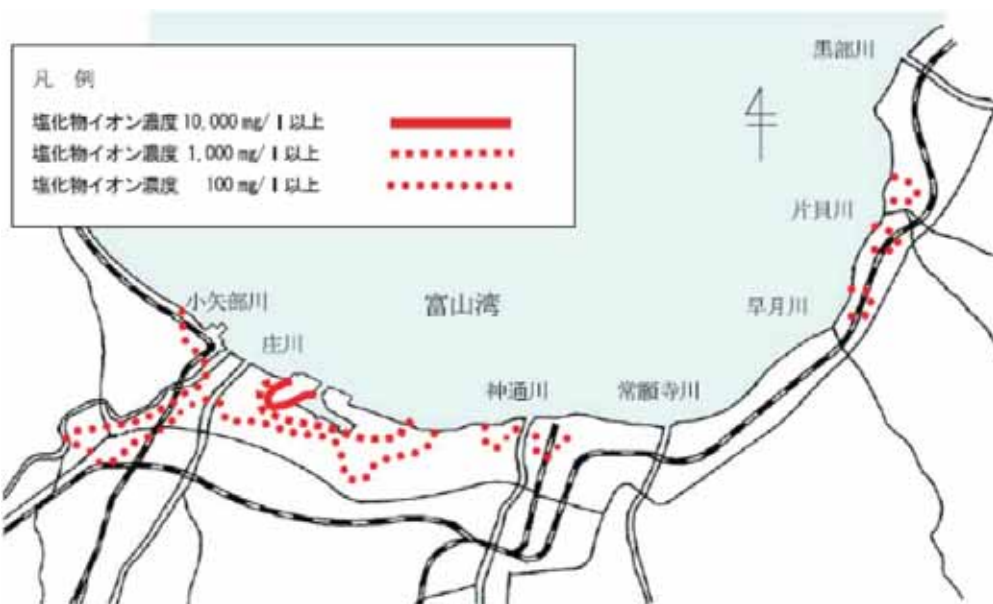 凡 例
塩化物イオン濃度 10,000 mg/l 以上
塩化物イオン濃度 1,000 mg/l 以上
塩化物イオン濃度 100 mg/l 以上
黒部川
片貝川
早月川
小矢部川
富山湾
庄川
神通川
常願寺川